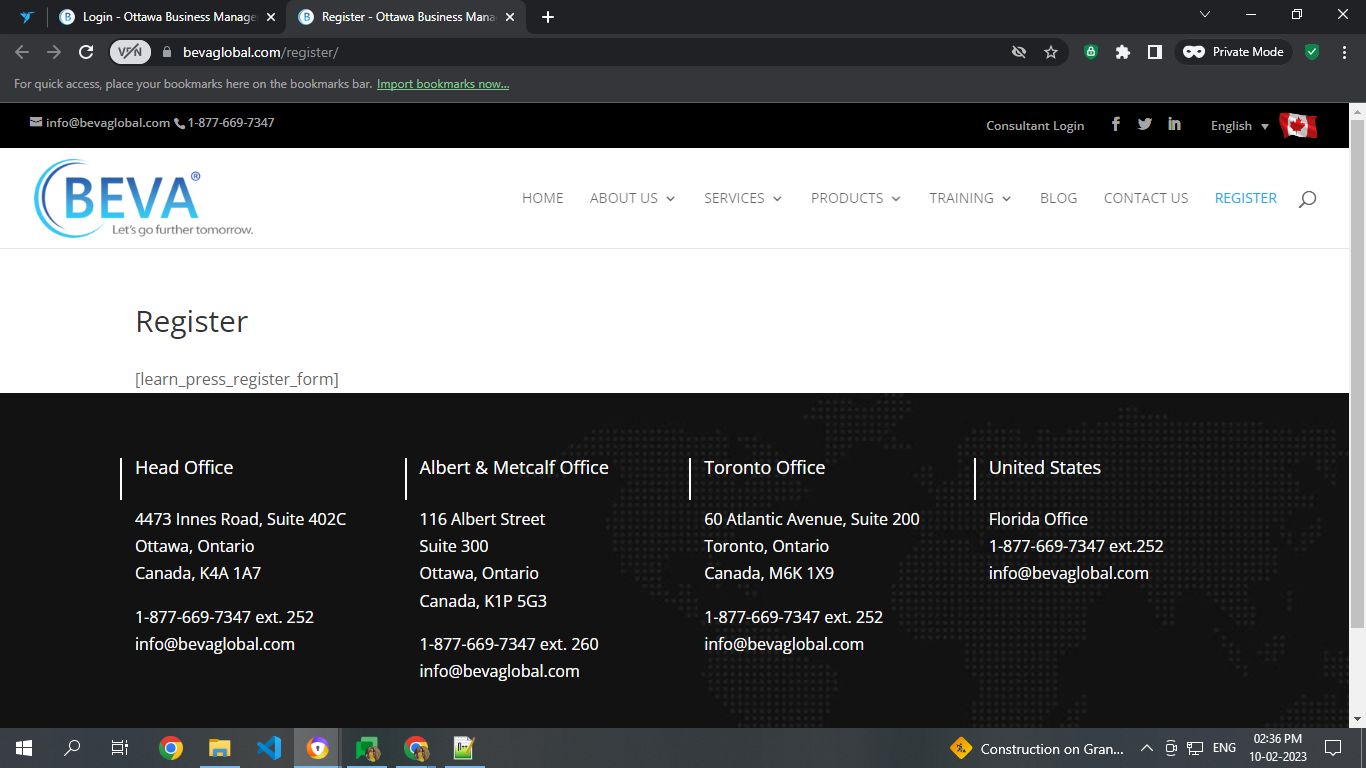 Login - Ottawa Business Manage
Register - Ottawa Business Mana
VPN
bevaglobal.com/register/
Private Mode
For quick access, place your bookmarks here on the bookmarks bar. Import bookmarks now...
info@bevaglobal.com 1-877-669-7347
Consultant Login
English
BEVA®
Let's go further tomorrow.
HOME
ABOUT US
SERVICES
PRODUCTS
TRAINING
BLOG
CONTACT US
REGISTER
Register
[learn_press_register_form]
Head Office
4473 Innes Road, Suite 402C
Ottawa, Ontario
Canada, K4A 1A7
1-877-669-7347 ext. 252
info@bevaglobal.com
Albert & Metcalf Office
116 Albert Street
Suite 300
Ottawa, Ontario
Canada, K1P 5G3
1-877-669-7347 ext. 260
info@bevaglobal.com
Toronto Office
60 Atlantic Avenue, Suite 200
Toronto, Ontario
Canada, M6K 1X9
1-877-669-7347 ext. 252
info@bevaglobal.com
United States
Florida Office
1-877-669-7347 ext.252
info@bevaglobal.com
Construction on Gran...
ENG
02:36 PM
10-02-2023